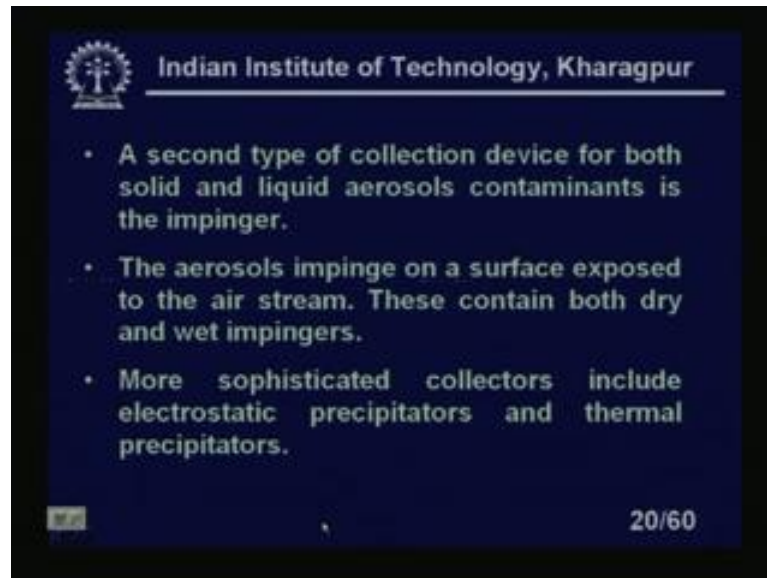 Indian Institute of Technology, Kharagpur
• A second type of collection device for both
solid and liquid aerosols contaminants is
the impinger.
• The aerosols impinge on a surface exposed
to the air stream. These contain both dry
and wet impingers.
• More sophisticated collectors include
electrostatic precipitators and thermal
precipitators.
20/60